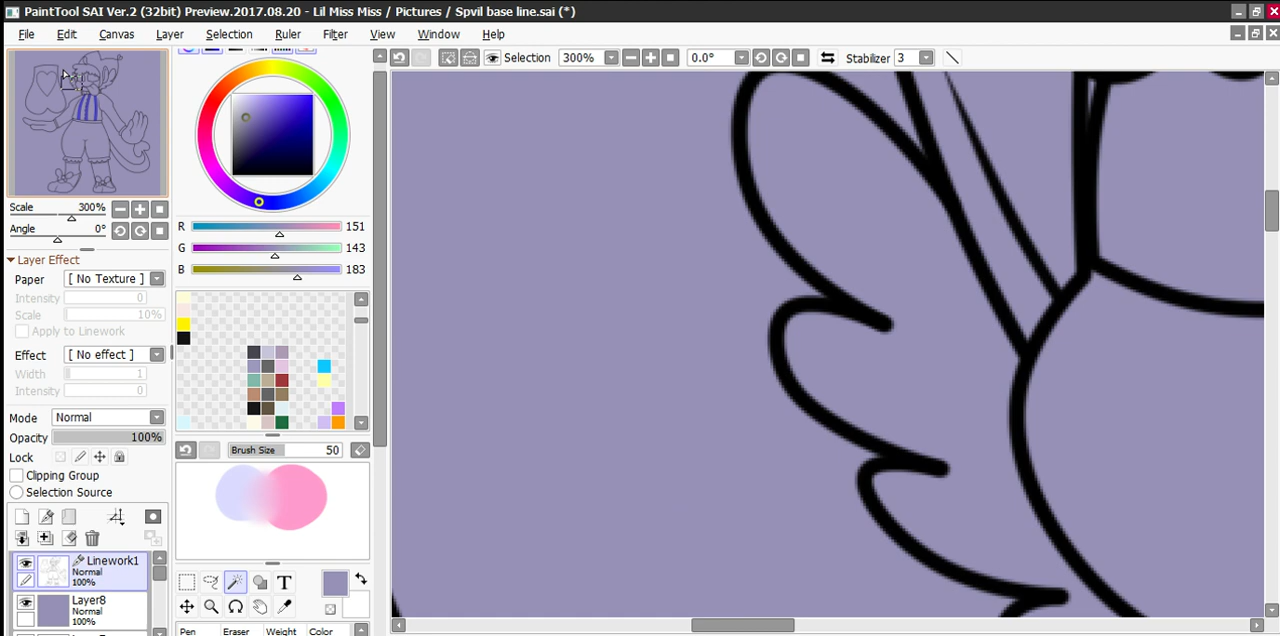 PaintTool SAI Ver.2 (32bit) Preview.2017.08.20 - Lil Miss Miss / Pictures / Spvil base line.sai (*)
File Edit Canvas Layer Selection Ruler Filter View Window Help
Selection 300% 0.0° Stabilizer 3
Scale 300%
Angle 0°
Layer Effect
Paper [ No Texture ]
Intensity 0
Scale 10%
Apply to Linework
Effect [ No effect ]
Width 1
Intensity 0
Mode Normal
Opacity 100%
Lock
Clipping Group
Selection Source
Linework1
Normal
100%
Layer8
Normal
100%
R 151
G 143
B 183
Brush Size 50
T
Pen Eraser Weight Color